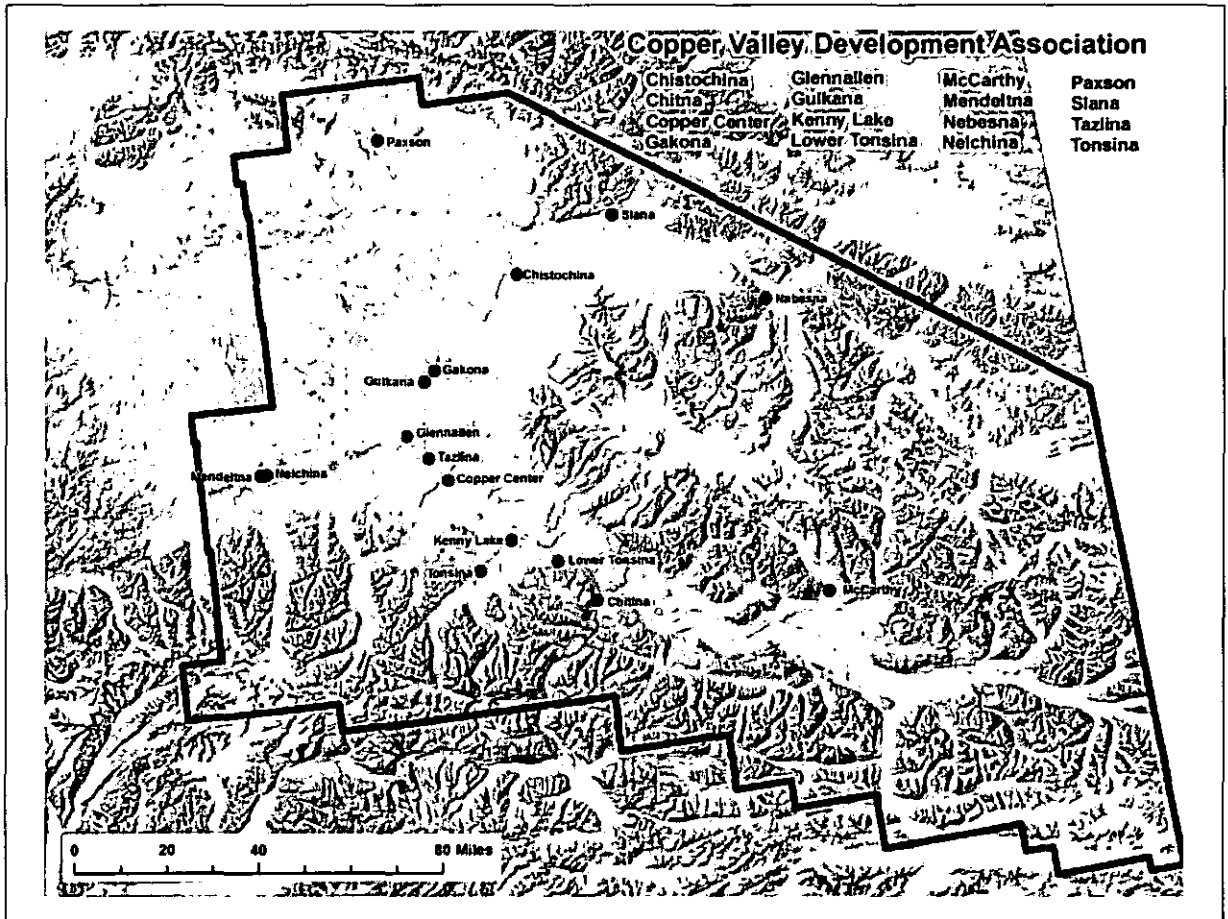 Copper Valley Development Association
Chistochina Glennallen McCarthy Paxson
Chitna Gulkana Mendeltna Slana
Copper Center Kenny Lake Nebesna Tazlina
Gakona Lower Tonsina Nelchina Tonsina
Paxson
Slana
Chistochina
Nabesna
Gakona
Gulkana
Glennallen
Tazlina
Mendeltna Nelchina
Copper Center
Kenny Lake
Lower Tonsina
Tonsina
McCarthy
Chitina
0 20 40 80 Miles